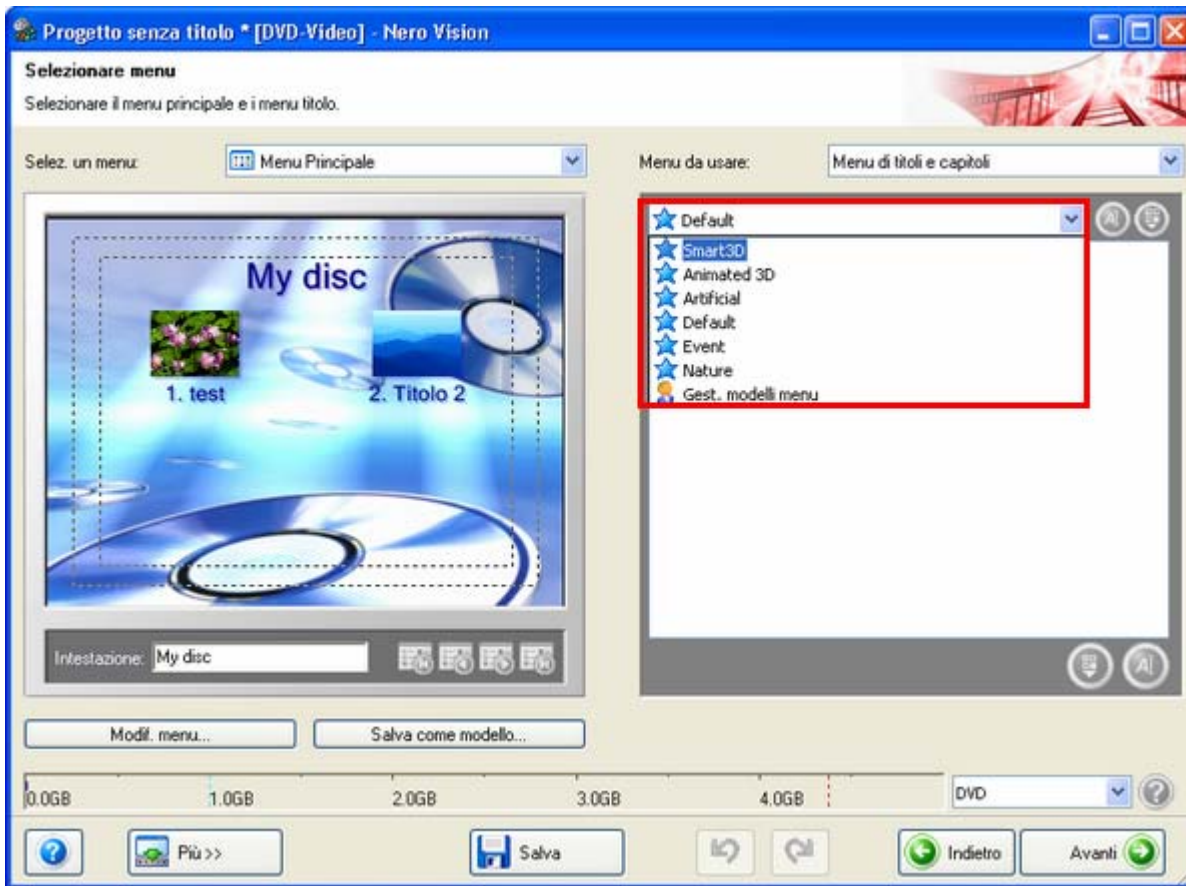 Progetto senza titolo * [DVD-Video] - Nero Vision
Selezionare menu
Selezionare il menu principale e i menu titolo.
Selez. un menu:
Menu Principale
Menu da usare:
Menu di titoli e capitoli
My disc
1. test
2. Titolo 2
Default
Smart3D
Animated 3D
Artificial
Default
Event
Nature
Gest. modelli menu
Intestazione:
My disc
Modif. menu...
Salva come modello...
0.0GB
1.0GB
2.0GB
3.0GB
4.0GB
DVD
Più >>
Salva
Indietro
Avanti